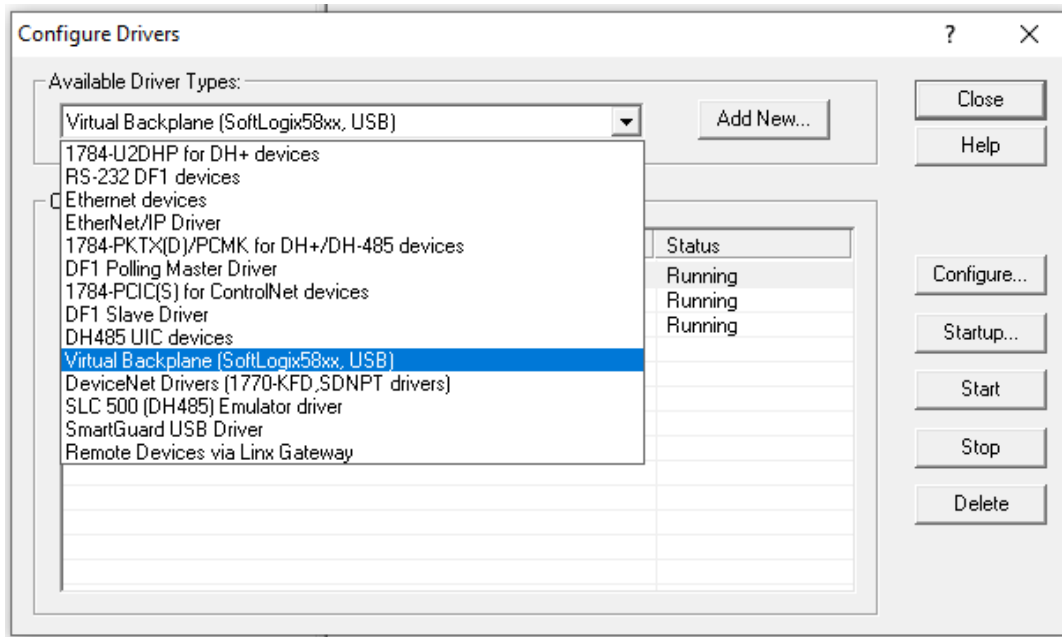 Configure Drivers
?
Available Driver Types:
Virtual Backplane (SoftLogix58xx, USB)
Add New...
Close
Help
1784-U2DHP for DH+ devices
RS-232 DF1 devices
Ethernet devices
EtherNet/IP Driver
1784-PKTX(D)/PCMK for DH+/DH-485 devices
DF1 Polling Master Driver
1784-PCIC(S) for ControlNet devices
DF1 Slave Driver
DH485 UIC devices
Virtual Backplane (SoftLogix58xx, USB)
DeviceNet Drivers (1770-KFD,SDNPT drivers)
SLC 500 (DH485) Emulator driver
SmartGuard USB Driver
Remote Devices via Linx Gateway
Status
Running
Running
Running
Configure...
Startup...
Start
Stop
Delete